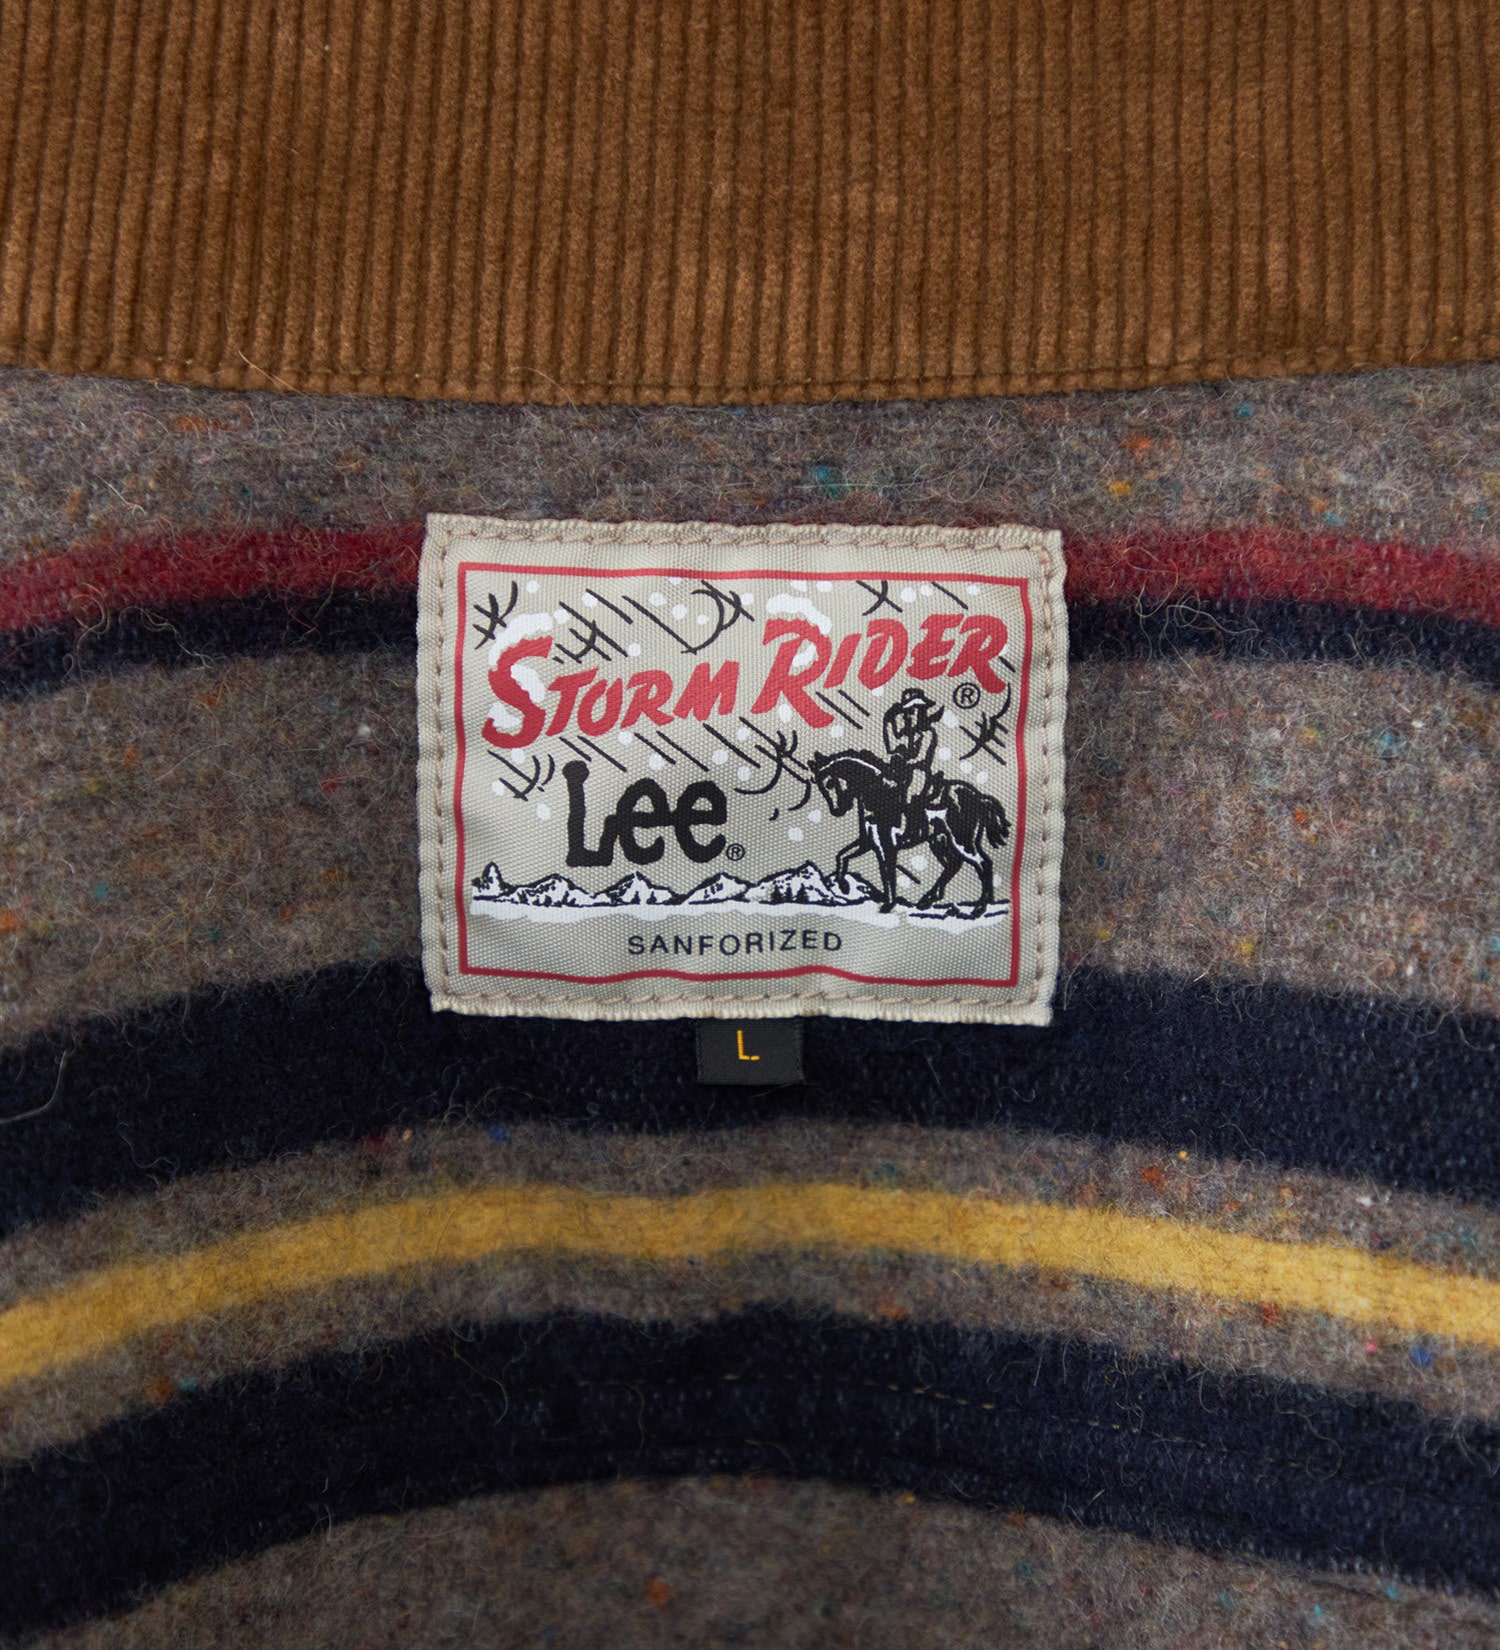 STORM RIDER
®
Lee®
SANFORIZED
L